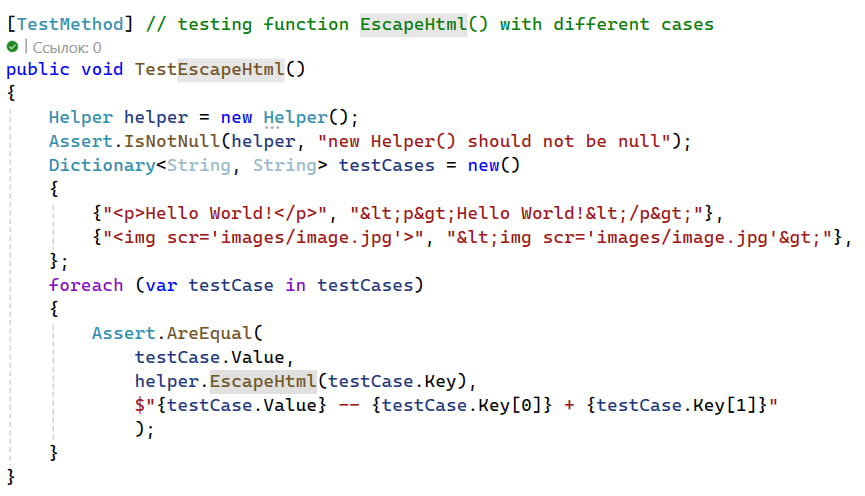 [TestMethod] // testing function EscapeHtml() with different cases
| Ссылок: 0
public void TestEscapeHtml()
{
    Helper helper = new Helper();
    Assert.IsNotNull(helper, "new Helper() should not be null");
    Dictionary<String, String> testCases = new()
    {
        {"<p>Hello World!</p>", "&lt;p&gt;Hello World!&lt;/p&gt;"},
        {"<img scr='images/image.jpg'>", "&lt;img scr='images/image.jpg'&gt;"},
    };
    foreach (var testCase in testCases)
    {
        Assert.AreEqual(
            testCase.Value,
            helper.EscapeHtml(testCase.Key),
            $"{testCase.Value} -- {testCase.Key[0]} + {testCase.Key[1]}"
            );
    }
}